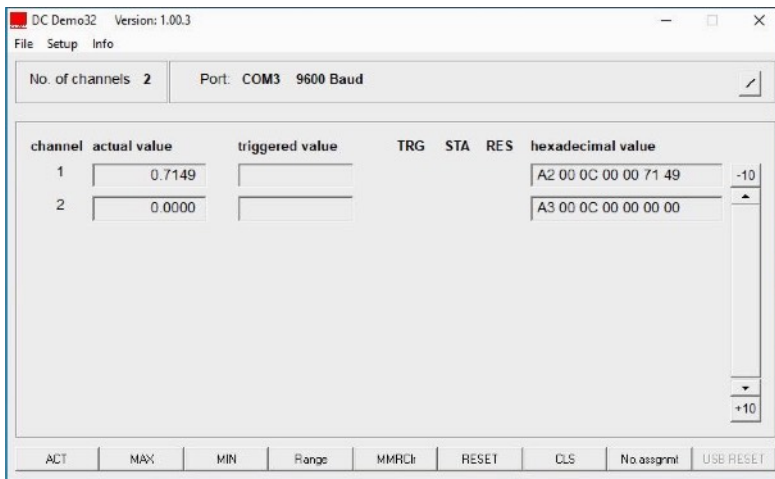 DC Demo32 Version: 1.00.3
File Setup Info
No. of channels 2 Port: COM3 9600 Baud
channel actual value triggered value TRG STA RES hexadecimal value
1 0.7149 A2 00 0C 00 00 71 49 -10
2 0.0000 A3 00 0C 00 00 00 00
+10
ACT MAX MIN Range MMRClr RESET CLS No.assgnmt USB RESET